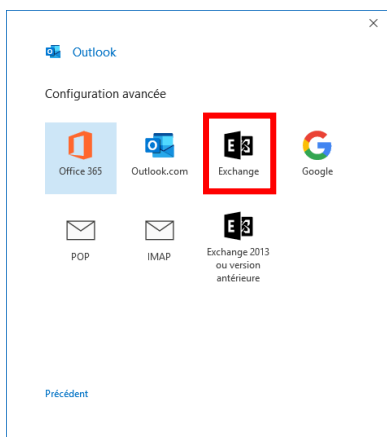 Outlook
Configuration avancée
Office 365
Outlook.com
Exchange
Google
POP
IMAP
Exchange 2013
ou version
antérieure
Précédent